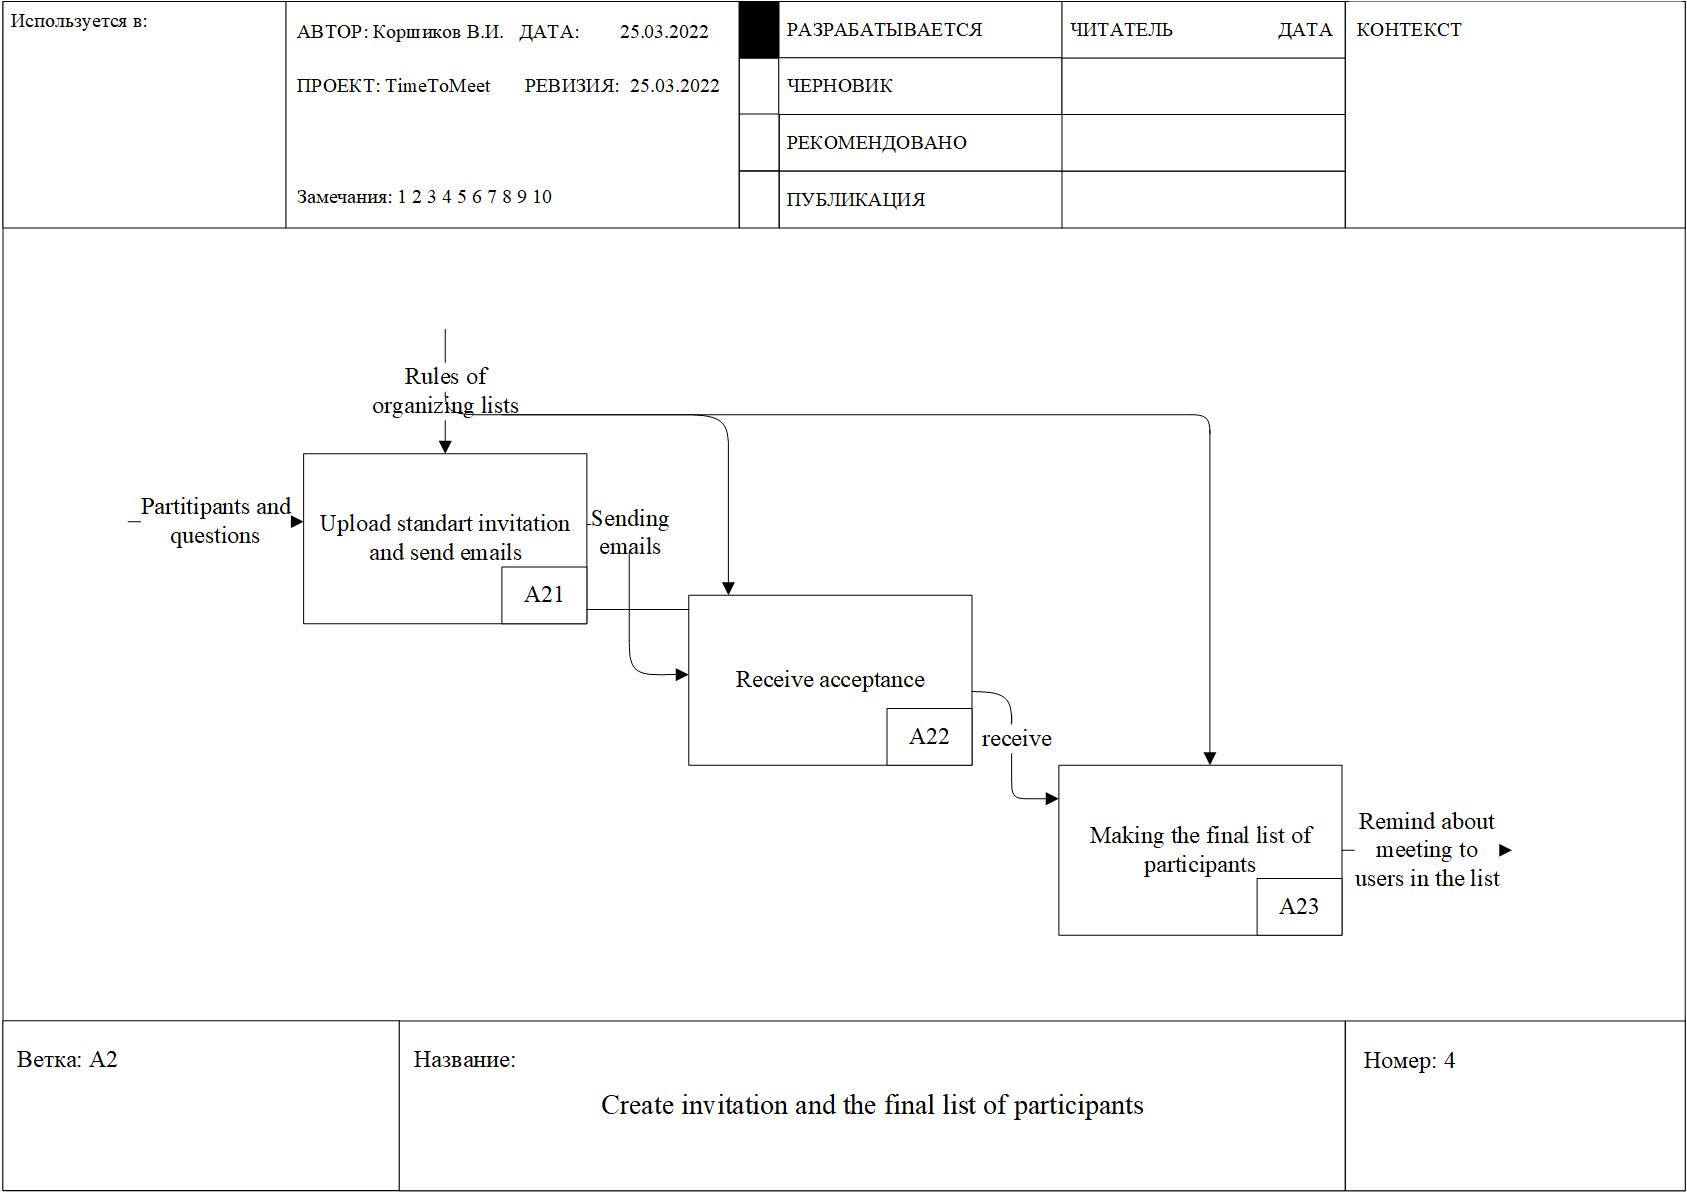 Используется в:
АВТОР: Коршиков В.И. ДАТА: 25.03.2022
ПРОЕКТ: TimeToMeet РЕВИЗИЯ: 25.03.2022
Замечания: 1 2 3 4 5 6 7 8 9 10
РАЗРАБАТЫВАЕТСЯ
ЧЕРНОВИК
РЕКОМЕНДОВАНО
ПУБЛИКАЦИЯ
ЧИТАТЕЛЬ ДАТА
КОНТЕКСТ
Rules of
organizing lists
Partitipants and
questions
Upload standart invitation
and send emails
A21
Sending
emails
Receive acceptance
A22
receive
Making the final list of
participants
A23
Remind about
meeting to
users in the list
Ветка: A2
Название:
Create invitation and the final list of participants
Номер: 4